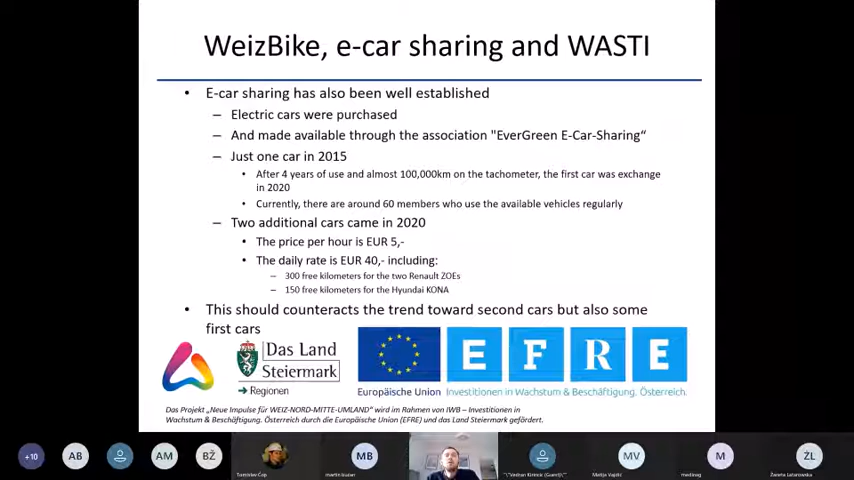 WeizBike, e-car sharing and WASTI
• E-car sharing has also been well established
– Electric cars were purchased
– And made available through the association "EverGreen E-Car-Sharing“
– Just one car in 2015
• After 4 years of use and almost 100,000km on the tachometer, the first car was exchange
in 2020
• Currently, there are around 60 members who use the available vehicles regularly
– Two additional cars came in 2020
• The price per hour is EUR 5,-
• The daily rate is EUR 40,- including:
– 300 free kilometers for the two Renault ZOEs
– 150 free kilometers for the Hyundai KONA
• This should counteracts the trend toward second cars but also some
first cars
Das Land
Steiermark
→ Regionen
E F R E
Europäische Union Investitionen in Wachstum & Beschäftigung. Österreich.
Das Projekt „Neue Impulse für WEIZ-NORD-MITTE-UMLAND" wird im Rahmen von IWB – Investitionen in
Wachstum & Beschäftigung. Österreich durch die Europäische Union (EFRE) und das Land Steiermark gefördert.
+10
AB
AM
BŽ
MB
MV
M
ŽL
Tomislav Čop
Matija Vajdić
medineg
Žaneta Latarowska